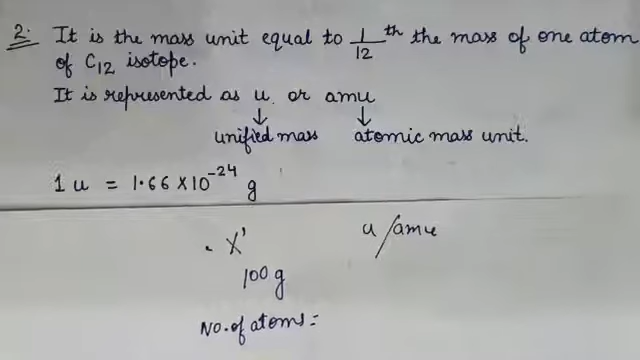 2. It is the mass unit equal to 1/12 th the mass of one atom
of C12 isotope.
It is represented as u or amu
↓ ↓
unified mass atomic mass unit.
1 u = 1.66 X 10⁻²⁴ g
X' u/amu
100 g
No. of atoms =